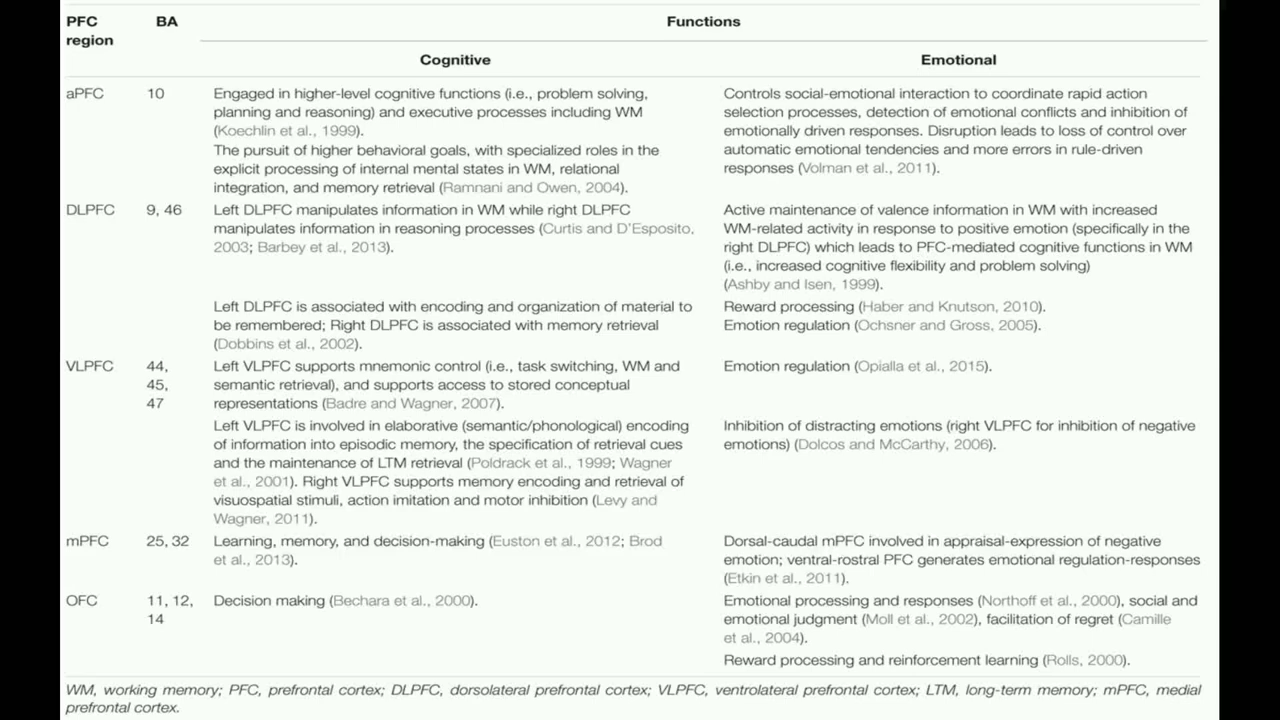 PFC region BA Functions
Cognitive Emotional
aPFC 10
Engaged in higher-level cognitive functions (i.e., problem solving,
planning and reasoning) and executive processes including WM
(Koechlin et al., 1999).
The pursuit of higher behavioral goals, with specialized roles in the
explicit processing of internal mental states in WM, relational
integration, and memory retrieval (Ramnani and Owen, 2004).
Controls social-emotional interaction to coordinate rapid action
selection processes, detection of emotional conflicts and inhibition of
emotionally driven responses. Disruption leads to loss of control over
automatic emotional tendencies and more errors in rule-driven
responses (Volman et al., 2011).
DLPFC 9, 46
Left DLPFC manipulates information in WM while right DLPFC
manipulates information in reasoning processes (Curtis and D'Esposito,
2003; Barbey et al., 2013).
Active maintenance of valence information in WM with increased
WM-related activity in response to positive emotion (specifically in the
right DLPFC) which leads to PFC-mediated cognitive functions in WM
(i.e., increased cognitive flexibility and problem solving)
(Ashby and Isen, 1999).
Left DLPFC is associated with encoding and organization of material to
be remembered; Right DLPFC is associated with memory retrieval
(Dobbins et al., 2002).
Reward processing (Haber and Knutson, 2010).
Emotion regulation (Ochsner and Gross, 2005).
VLPFC 44,
45,
47
Left VLPFC supports mnemonic control (i.e., task switching, WM and
semantic retrieval), and supports access to stored conceptual
representations (Badre and Wagner, 2007).
Emotion regulation (Opialla et al., 2015).
Left VLPFC is involved in elaborative (semantic/phonological) encoding
of information into episodic memory, the specification of retrieval cues
and the maintenance of LTM retrieval (Poldrack et al., 1999; Wagner
et al., 2001). Right VLPFC supports memory encoding and retrieval of
visuospatial stimuli, action imitation and motor inhibition (Levy and
Wagner, 2011).
Inhibition of distracting emotions (right VLPFC for inhibition of negative
emotions) (Dolcos and McCarthy, 2006).
mPFC 25, 32
Learning, memory, and decision-making (Euston et al., 2012; Brod
et al., 2013).
Dorsal-caudal mPFC involved in appraisal-expression of negative
emotion; ventral-rostral PFC generates emotional regulation-responses
(Etkin et al., 2011).
OFC 11, 12,
14
Decision making (Bechara et al., 2000).
Emotional processing and responses (Northoff et al., 2000), social and
emotional judgment (Moll et al., 2002), facilitation of regret (Camille
et al., 2004).
Reward processing and reinforcement learning (Rolls, 2000).
WM, working memory; PFC, prefrontal cortex; DLPFC, dorsolateral prefrontal cortex; VLPFC, ventrolateral prefrontal cortex; LTM, long-term memory; mPFC, medial
prefrontal cortex.